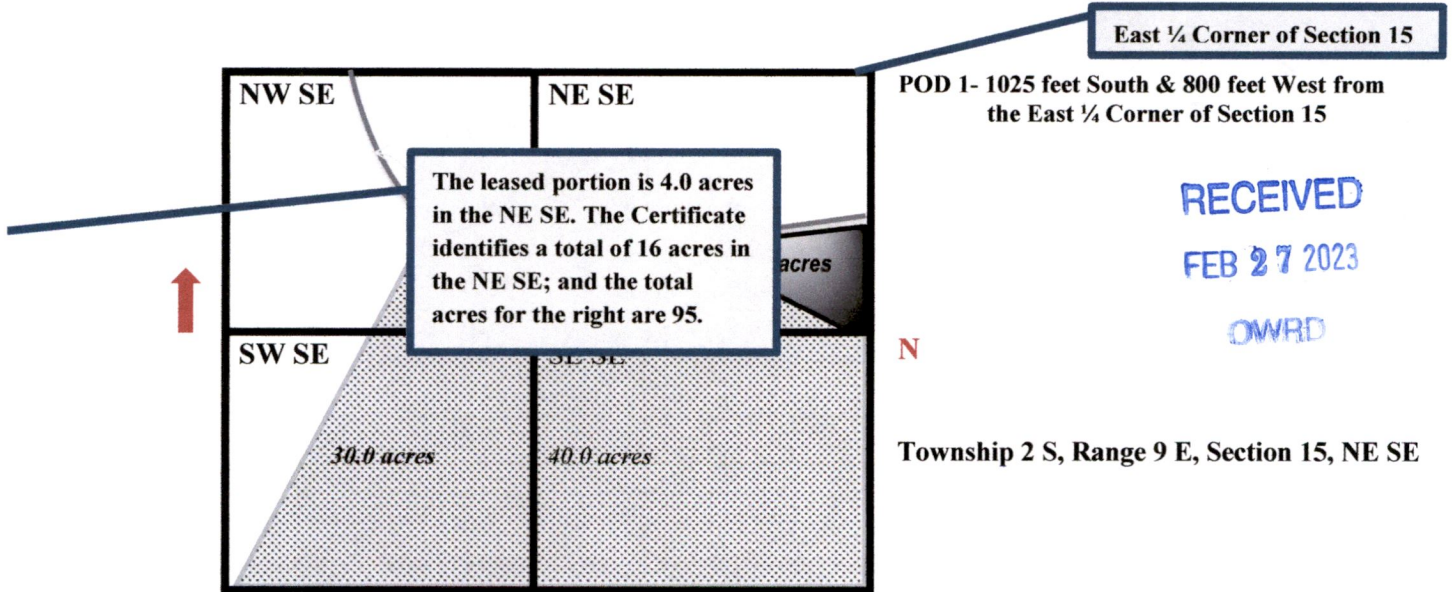 East ¼ Corner of Section 15
NW SE
NE SE
POD 1- 1025 feet South & 800 feet West from
the East ¼ Corner of Section 15
The leased portion is 4.0 acres
in the NE SE. The Certificate
identifies a total of 16 acres in
the NE SE; and the total
acres for the right are 95.
acres
RECEIVED
FEB 27 2023
OWRD
SW SE
SE SE
N
30.0 acres
40.0 acres
Township 2 S, Range 9 E, Section 15, NE SE